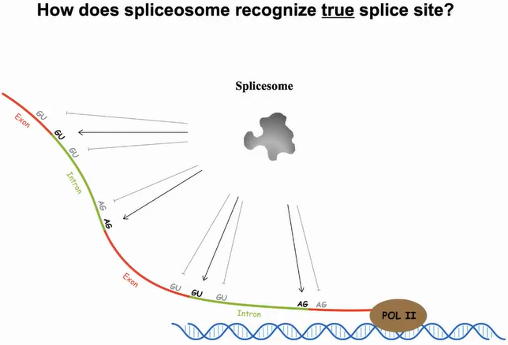 How does spliceosome recognize true splice site?
Splicesome
GU
Exon
GU
GU
Intron
AG
AG
Exon
GU
GU
GU
Intron
AG
AG
POL II